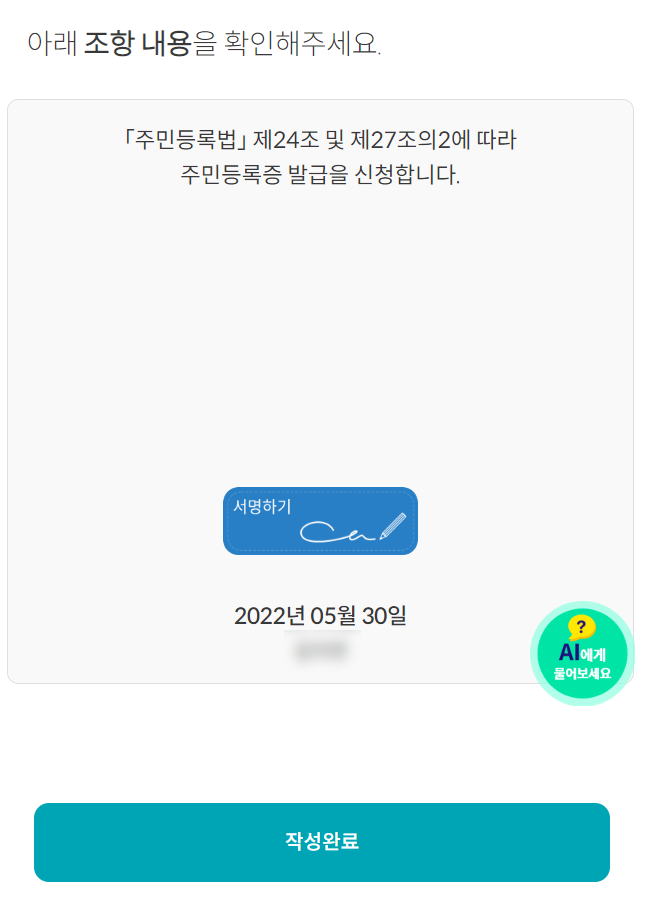 아래 조항 내용을 확인해주세요.
「주민등록법」 제24조 및 제27조의2에 따라
주민등록증 발급을 신청합니다.
서명하기
2022년 05월 30일
?
AI에게
물어보세요
작성완료